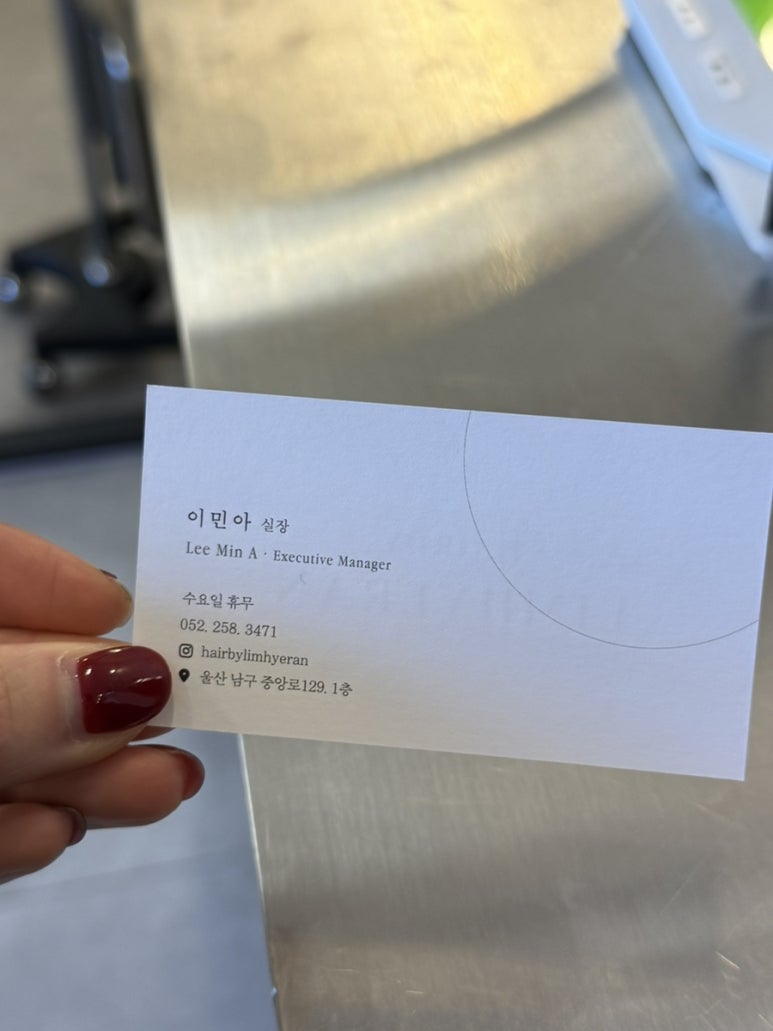 이민아 실장
Lee Min A · Executive Manager
수요일 휴무
052. 258. 3471
hairbylimhyeran
울산 남구 중앙로129. 1층